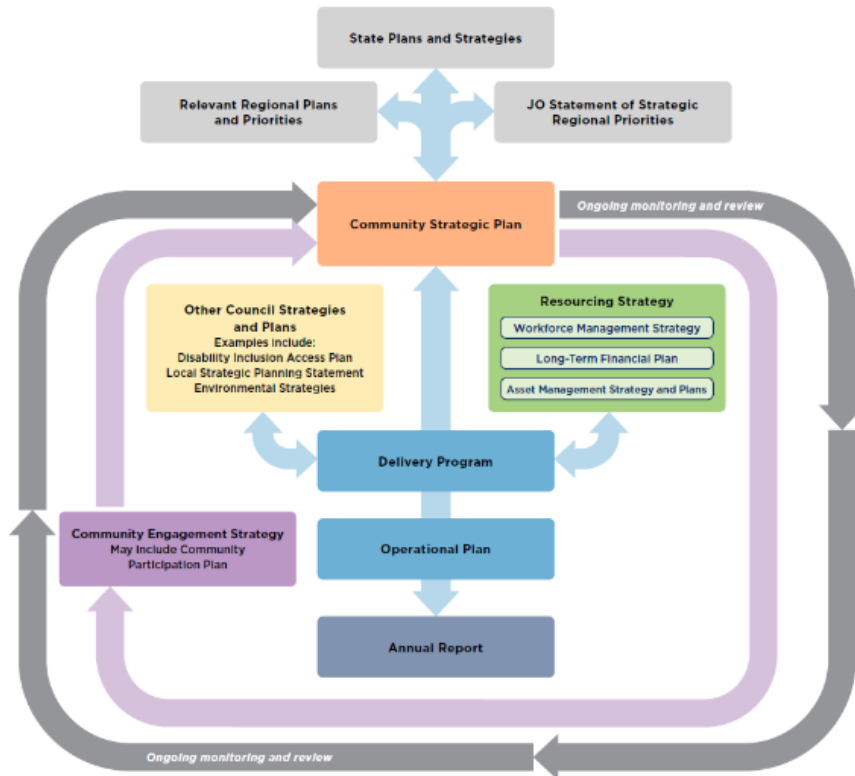 State Plans and Strategies
Relevant Regional Plans
and Priorities
JO Statement of Strategic
Regional Priorities
Community Strategic Plan
Ongoing monitoring and review
Other Council Strategies
and Plans
Examples Include:
Disability Inclusion Access Plan
Local Strategic Planning Statement
Environmental Strategies
Resourcing Strategy
Workforce Management Strategy
Long-Term Financial Plan
Asset Management Strategy and Plans
Delivery Program
Community Engagement Strategy
May Include Community
Participation Plan
Operational Plan
Annual Report
Ongoing monitoring and review